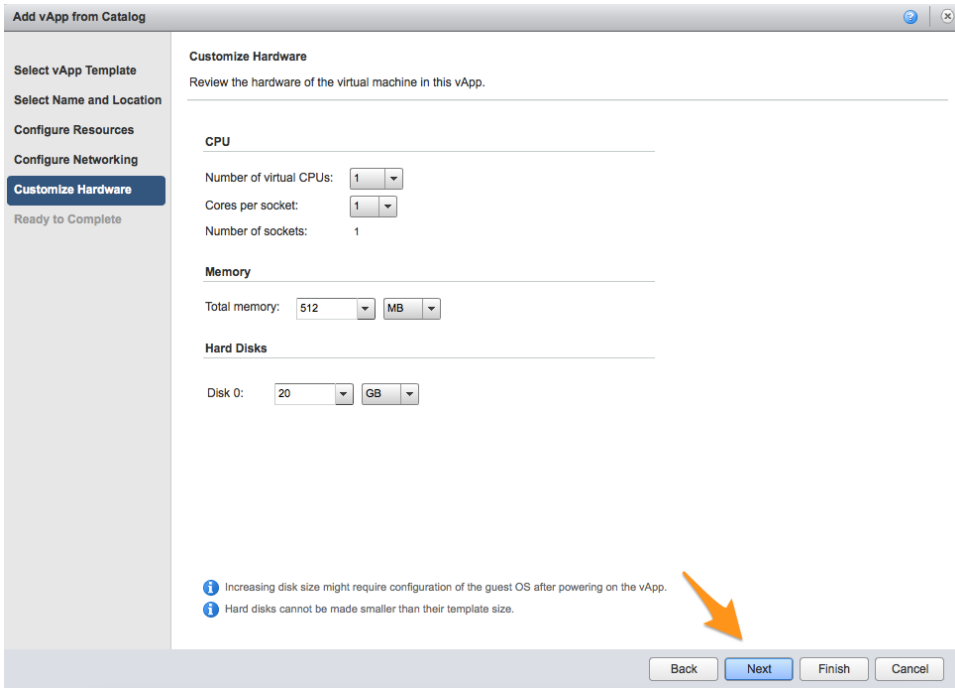 Add vApp from Catalog
?
Select vApp Template
Select Name and Location
Configure Resources
Configure Networking
Customize Hardware
Ready to Complete
Customize Hardware
Review the hardware of the virtual machine in this vApp.
CPU
Number of virtual CPUs: 1
Cores per socket: 1
Number of sockets: 1
Memory
Total memory: 512 MB
Hard Disks
Disk 0: 20 GB
Increasing disk size might require configuration of the guest OS after powering on the vApp.
Hard disks cannot be made smaller than their template size.
Back Next Finish Cancel